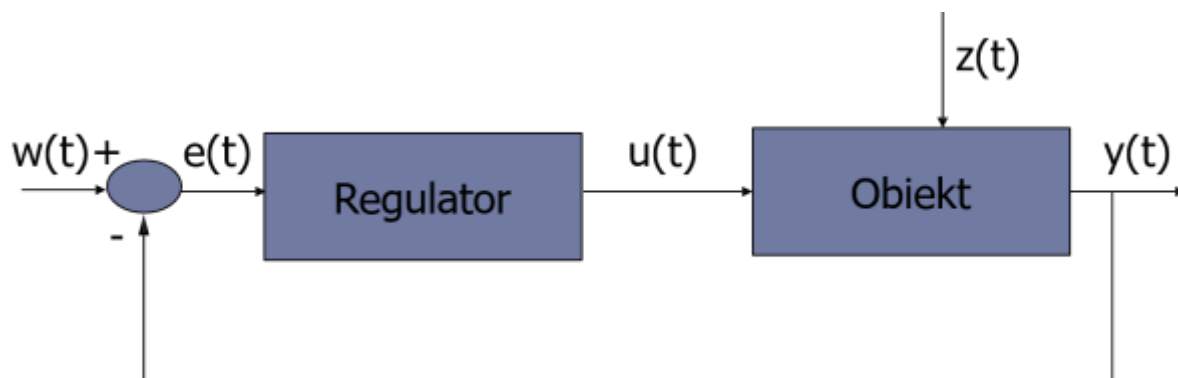 z(t)
w(t)+
e(t)
Regulator
u(t)
Obiekt
y(t)
-